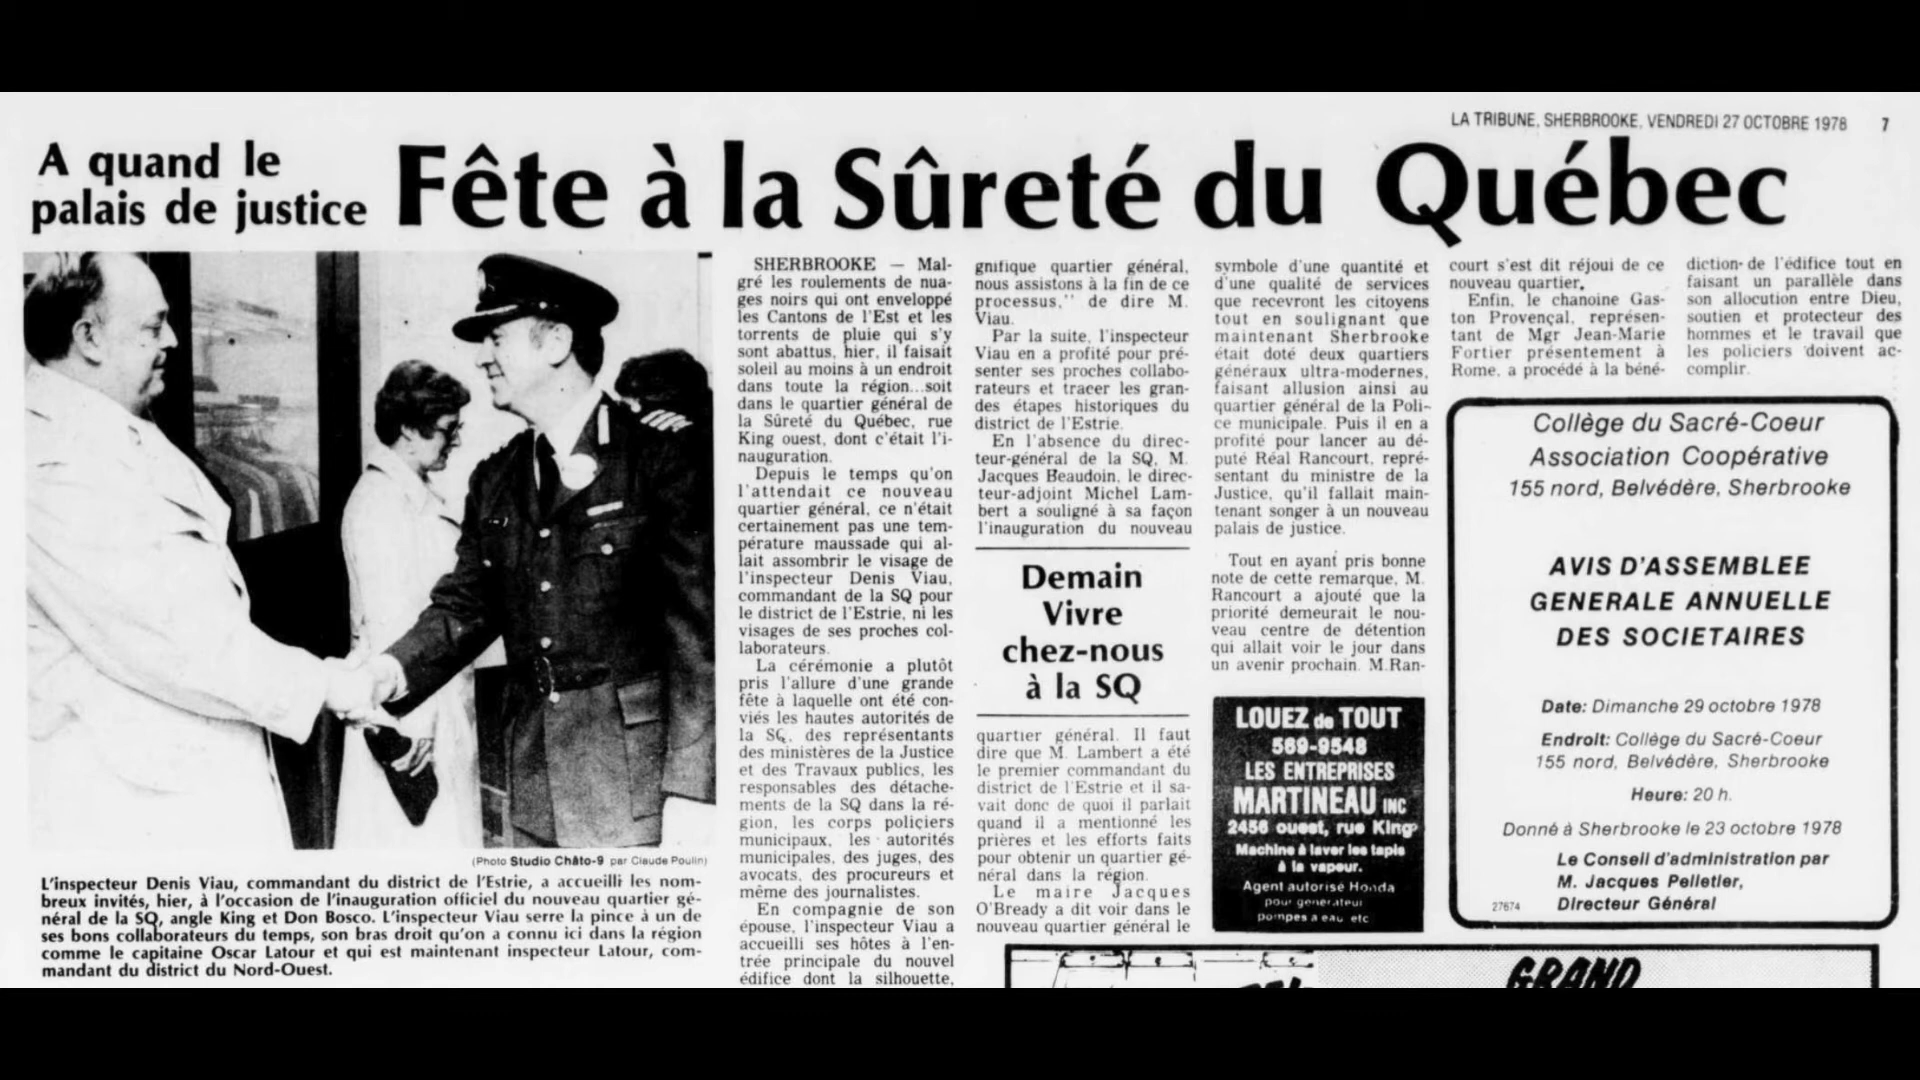 LA TRIBUNE, SHERBROOKE, VENDREDI 27 OCTOBRE 1978 7
A quand le
palais de justice
Fête à la Sûreté du Québec
(Photo Studio Châto-9 par Claude Poulin)
L'inspecteur Denis Viau, commandant du district de l'Estrie, a accueilli les nom-
breux invités, hier, à l'occasion de l'inauguration officiel du nouveau quartier gé-
néral de la SQ, angle King et Don Bosco. L'inspecteur Viau serre la pince à un de
ses bons collaborateurs du temps, son bras droit qu'on a connu ici dans la région
comme le capitaine Oscar Latour et qui est maintenant inspecteur Latour, com-
mandant du district du Nord-Ouest.
SHERBROOKE — Mal-
gré les roulements de nua-
ges noirs qui ont enveloppé
les Cantons de l'Est et les
torrents de pluie qui s'y
sont abattus, hier, il faisait
soleil au moins à un endroit
dans toute la région...soit
dans le quartier général de
la Sûreté du Québec, rue
King ouest, dont c'était l'i-
nauguration.
Depuis le temps qu'on
l'attendait ce nouveau
quartier général, ce n'était
certainement pas une tem-
pérature maussade qui al-
lait assombrir le visage de
l'inspecteur Denis Viau,
commandant de la SQ pour
le district de l'Estrie, ni les
visages de ses proches col-
laborateurs.
La cérémonie a plutôt
pris l'allure d'une grande
fête à laquelle ont été con-
viés les hautes autorités de
la SQ, des représentants
des ministères de la Justice
et des Travaux publics, les
responsables des détache-
ments de la SQ dans la ré-
gion, les corps policiers
municipaux, les autorités
municipales, des juges, des
avocats, des procureurs et
même des journalistes.
En compagnie de son
épouse, l'inspecteur Viau a
accueilli ses hôtes à l'en-
trée principale du nouvel
édifice dont la silhouette,
gnifique quartier général,
nous assistons à la fin de ce
processus," de dire M.
Viau.
Par la suite, l'inspecteur
Viau en a profité pour pré-
senter ses proches collabo-
rateurs et tracer les gran-
des étapes historiques du
district de l'Estrie.
En l'absence du direc-
teur-général de la SQ, M.
Jacques Beaudoin, le direc-
teur-adjoint Michel Lam-
bert a souligné à sa façon
l'inauguration du nouveau
Demain
Vivre
chez-nous
à la SQ
quartier général. Il faut
dire que M. Lambert a été
le premier commandant du
district de l'Estrie et il sa-
vait donc de quoi il parlait
quand il a mentionné les
prières et les efforts faits
pour obtenir un quartier gé-
néral dans la région.
Le maire Jacques
O'Bready a dit voir dans le
nouveau quartier général le
symbole d'une quantité et
d'une qualité de services
que recevront les citoyens
tout en soulignant que
maintenant Sherbrooke
était doté deux quartiers
généraux ultra-modernes,
faisant allusion ainsi au
quartier général de la Poli-
ce municipale. Puis il en a
profité pour lancer au dé-
puté Réal Rancourt, repré-
sentant du ministre de la
Justice, qu'il fallait main-
tenant songer à un nouveau
palais de justice.
Tout en ayant pris bonne
note de cette remarque, M.
Rancourt a ajouté que la
priorité demeurait le nou-
veau centre de détention
qui allait voir le jour dans
un avenir prochain. M.Ran-
court s'est dit réjoui de ce
nouveau quartier.
Enfin, le chanoine Gas-
ton Provençal, représen-
tant de Mgr Jean-Marie
Fortier présentement à
Rome, a procédé à la béné-
diction de l'édifice tout en
faisant un parallèle dans
son allocution entre Dieu,
soutien et protecteur des
hommes et le travail que
les policiers doivent ac-
complir.
LOUEZ de TOUT
569-9548
LES ENTREPRISES
MARTINEAU INC
2456 ouest, rue King
Machine à laver les tapis
à la vapeur.
Agent autorisé Honda
pour generateur
pompes a eau etc
Collège du Sacré-Coeur
Association Coopérative
155 nord, Belvédère, Sherbrooke
AVIS D'ASSEMBLEE
GENERALE ANNUELLE
DES SOCIETAIRES
Date: Dimanche 29 octobre 1978
Endroit: Collège du Sacré-Coeur
155 nord, Belvédère, Sherbrooke
Heure: 20 h.
Donné à Sherbrooke le 23 octobre 1978
Le Conseil d'administration par
M. Jacques Pelletier,
Directeur Général
27674
GRAND